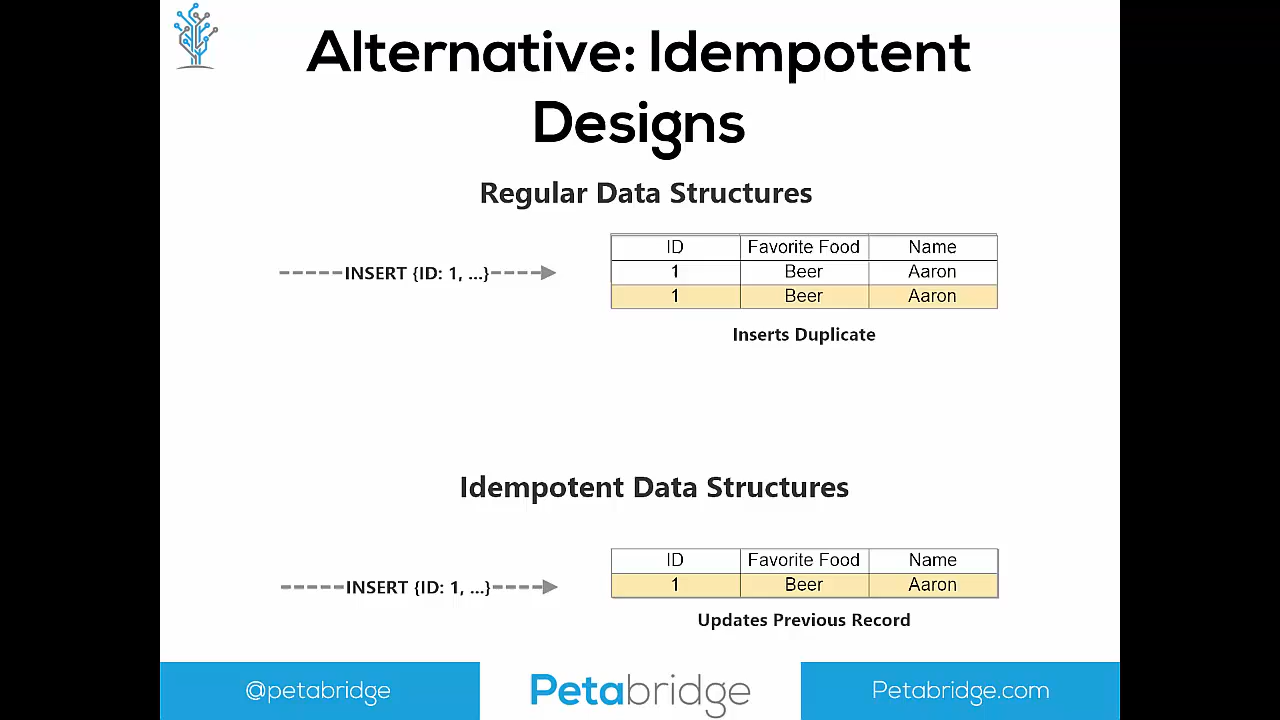 Alternative: Idempotent
Designs
Regular Data Structures
INSERT {ID: 1, ...}
ID Favorite Food Name
1 Beer Aaron
1 Beer Aaron
Inserts Duplicate
Idempotent Data Structures
INSERT {ID: 1, ...}
ID Favorite Food Name
1 Beer Aaron
Updates Previous Record
@petabridge Petabridge Petabridge.com